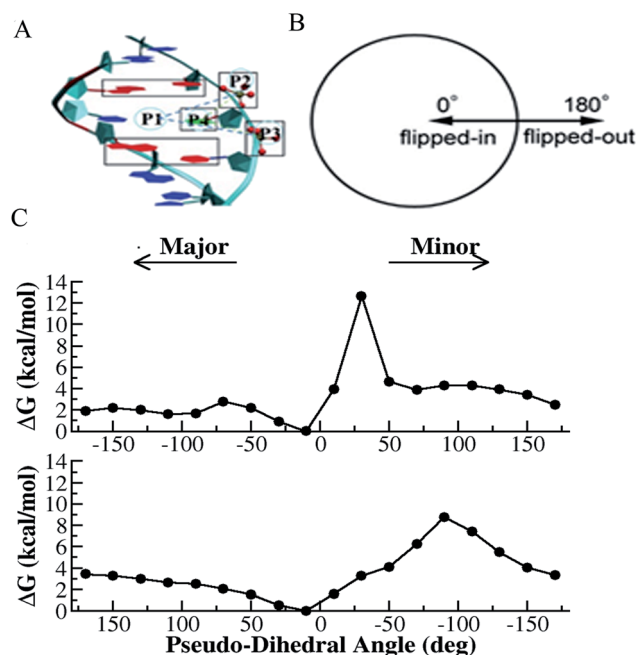 A
B
P2
P1
P4
P3
0°
180°
flipped-in
flipped-out
C
Major
Minor
ΔG (kcal/mol)
14
12
10
8
6
4
2
0
-150
-100
-50
0
50
100
150
ΔG (kcal/mol)
14
12
10
8
6
4
2
0
150
100
50
0
-50
-100
-150
Pseudo-Dihedral Angle (deg)